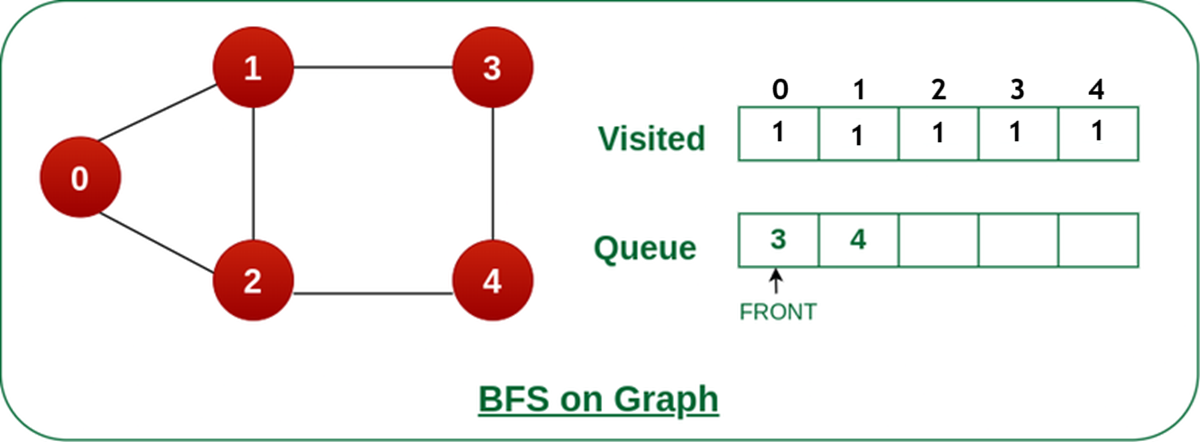 1 3
0
2 4
0 1 2 3 4
Visited 1 1 1 1 1
Queue 3 4
FRONT
BFS on Graph